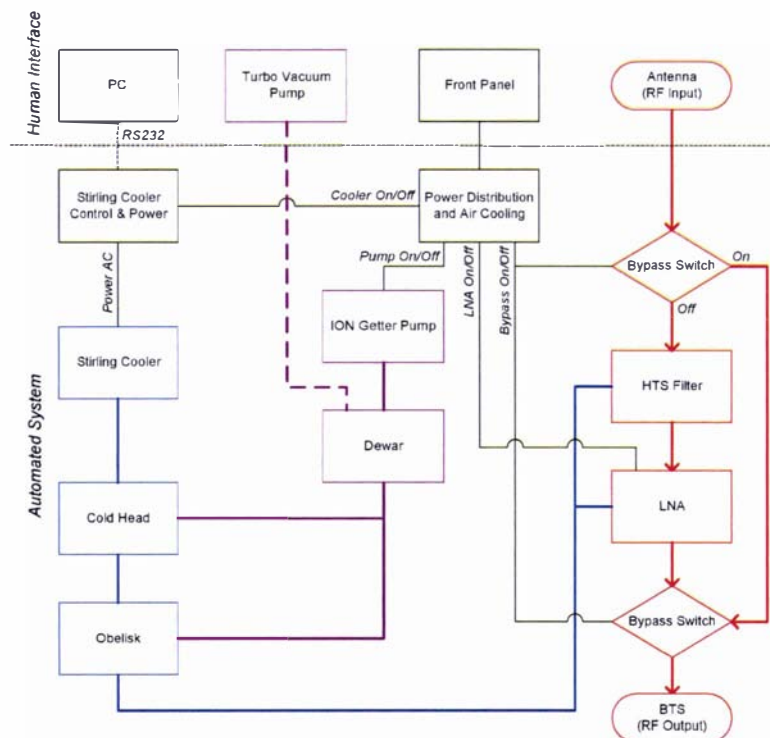 Human Interface
PC
Turbo Vacuum
Pump
Front Panel
Antenna
(RF Input)
RS232
Stirling Cooler
Control & Power
Cooler On/Off
Power Distribution
and Air Cooling
Power AC
Pump On/Off
LNA On/Off
Bypass On/Off
Bypass Switch
On
Off
ION Getter Pump
Stirling Cooler
HTS Filter
Automated System
Dewar
Cold Head
LNA
Obelisk
Bypass Switch
BTS
(RF Output)